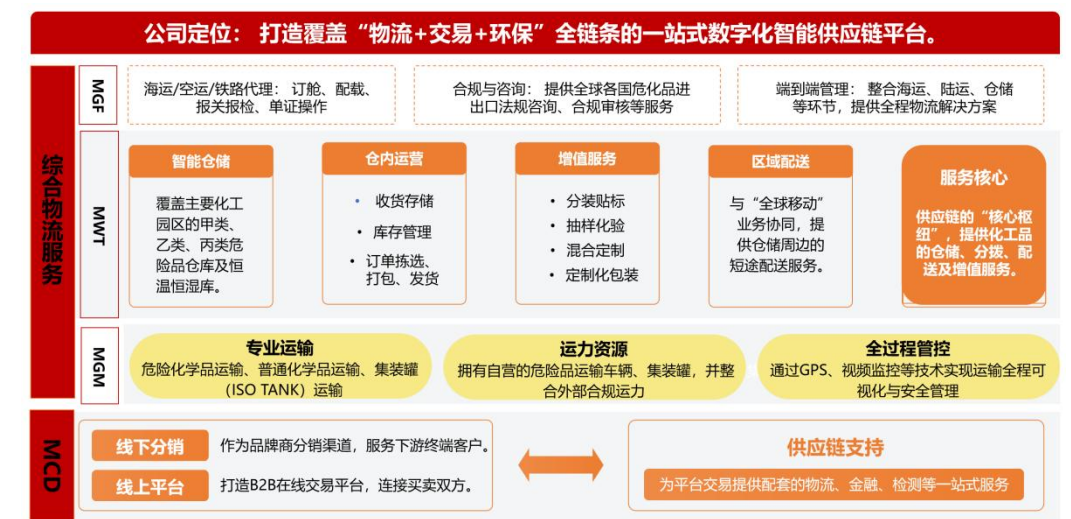 公司定位： 打造覆盖“物流+交易+环保”全链条的一站式数字化智能供应链平台。
综合物流服务
MGF
海运/空运/铁路代理： 订舱、配载、
报关报检、单证操作
合规与咨询： 提供全球各国危化品进
出口法规咨询、合规审核等服务
端到端管理： 整合海运、陆运、仓储
等环节，提供全程物流解决方案
MWT
智能仓储
覆盖主要化工
园区的甲类、
乙类、丙类危
险品仓库及恒
温恒湿库。
仓内运营
• 收货存储
• 库存管理
• 订单拣选、
打包、发货
增值服务
• 分装贴标
• 抽样化验
• 混合定制
• 定制化包装
区域配送
与“全球移动”
业务协同，提
供仓储周边的
短途配送服务。
服务核心
供应链的“核心枢
纽”，提供化工品
的仓储、分拨、配
送及增值服务。
MGM
专业运输
危险化学品运输、普通化学品运输、集装罐
（ISO TANK）运输
运力资源
拥有自营的危险品运输车辆、集装罐，并整
合外部合规运力
全过程管控
通过GPS、视频监控等技术实现运输全程可
视化与安全管理
MCD
线下分销
作为品牌商分销渠道，服务下游终端客户。
线上平台
打造B2B在线交易平台，连接买卖双方。
供应链支持
为平台交易提供配套的物流、金融、检测等一站式服务